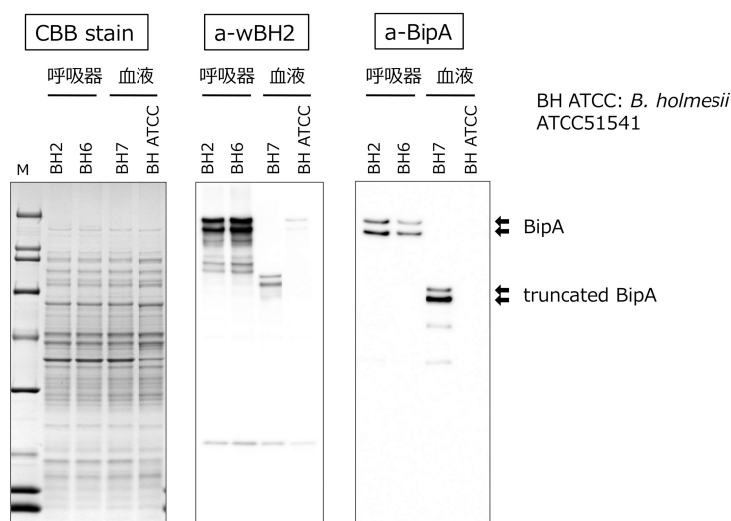 CBB stain
a-wBH2
a-BipA
呼吸器 血液
呼吸器 血液
呼吸器 血液
M BH2 BH6 BH7 BH ATCC
BH2 BH6 BH7 BH ATCC
BH2 BH6 BH7 BH ATCC
BH ATCC: B. holmesii
ATCC51541
BipA
truncated BipA